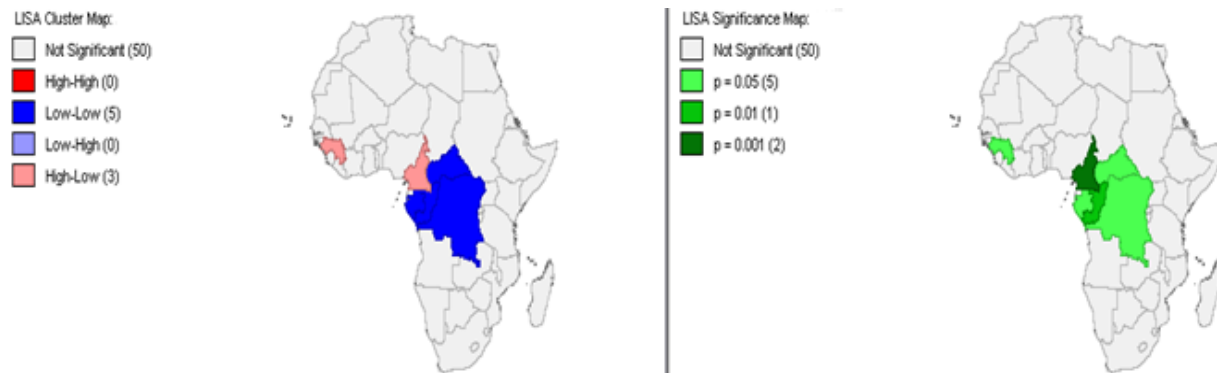 LISA Cluster Map:
Not Significant (50)
High-High (0)
Low-Low (5)
Low-High (0)
High-Low (3)
LISA Significance Map:
Not Significant (50)
p = 0.05 (5)
p = 0.01 (1)
p = 0.001 (2)